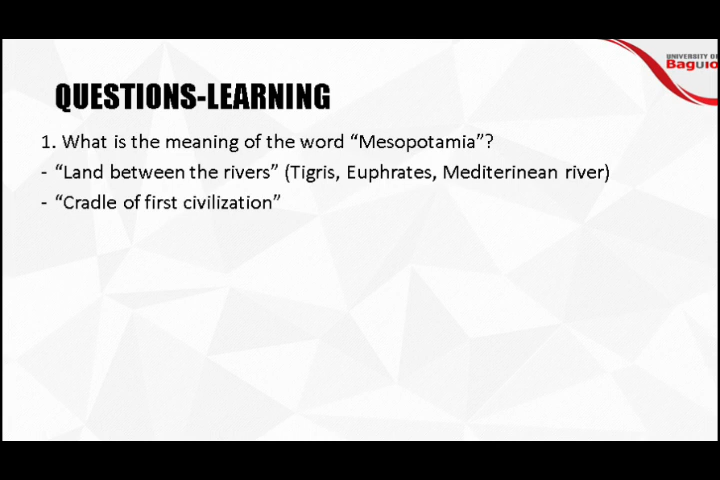 UNIVERSITY OF
Baguio
QUESTIONS-LEARNING
1. What is the meaning of the word “Mesopotamia”?
- “Land between the rivers” (Tigris, Euphrates, Mediterinean river)
- “Cradle of first civilization”